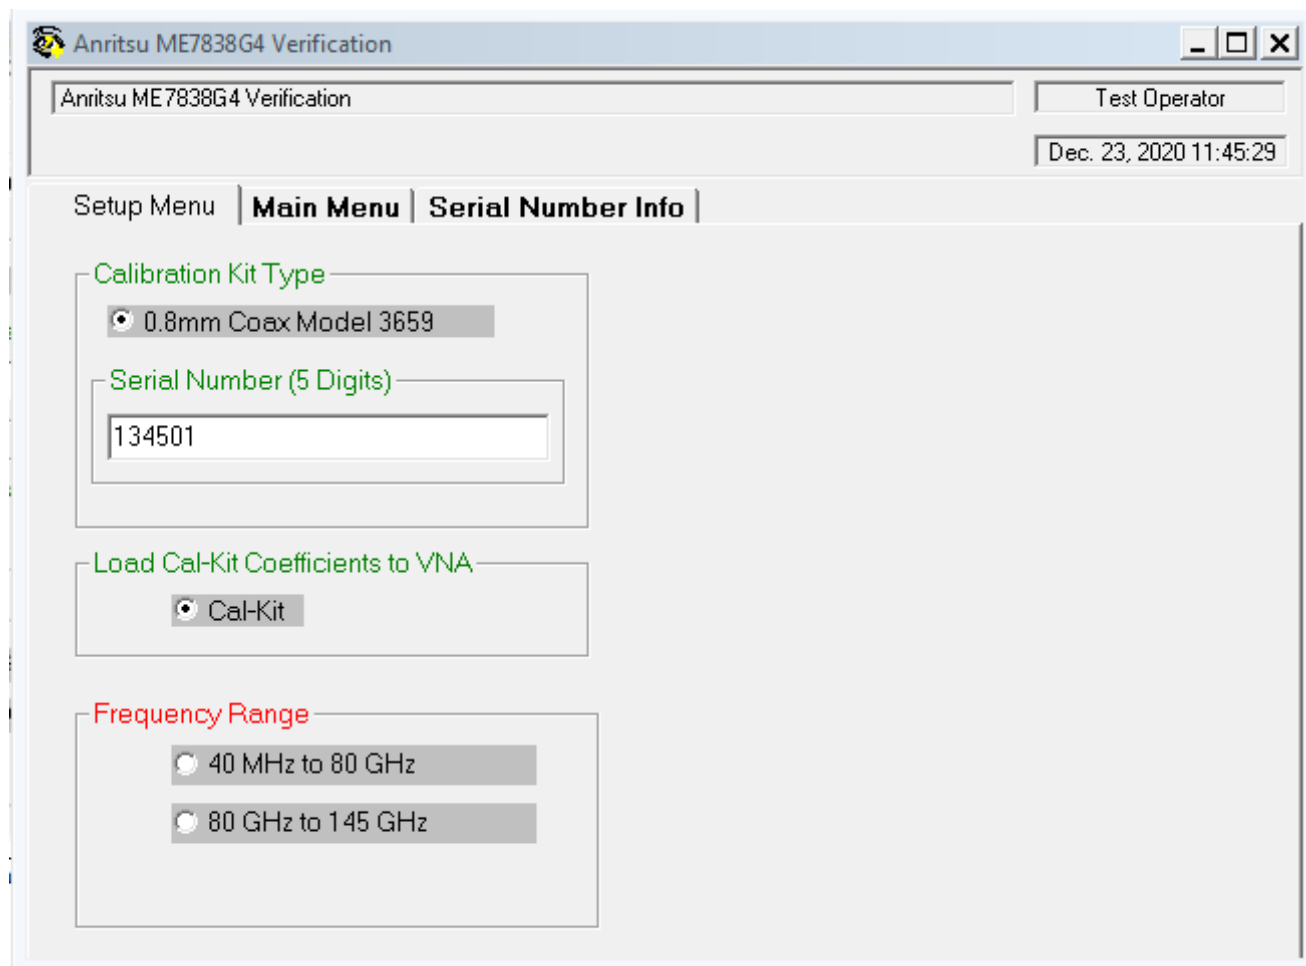 Anritsu ME7838G4 Verification
Anritsu ME7838G4 Verification
Test Operator
Dec. 23, 2020 11:45:29
Setup Menu Main Menu Serial Number Info
Calibration Kit Type
0.8mm Coax Model 3659
Serial Number (5 Digits)
134501
Load Cal-Kit Coefficients to VNA
Cal-Kit
Frequency Range
40 MHz to 80 GHz
80 GHz to 145 GHz